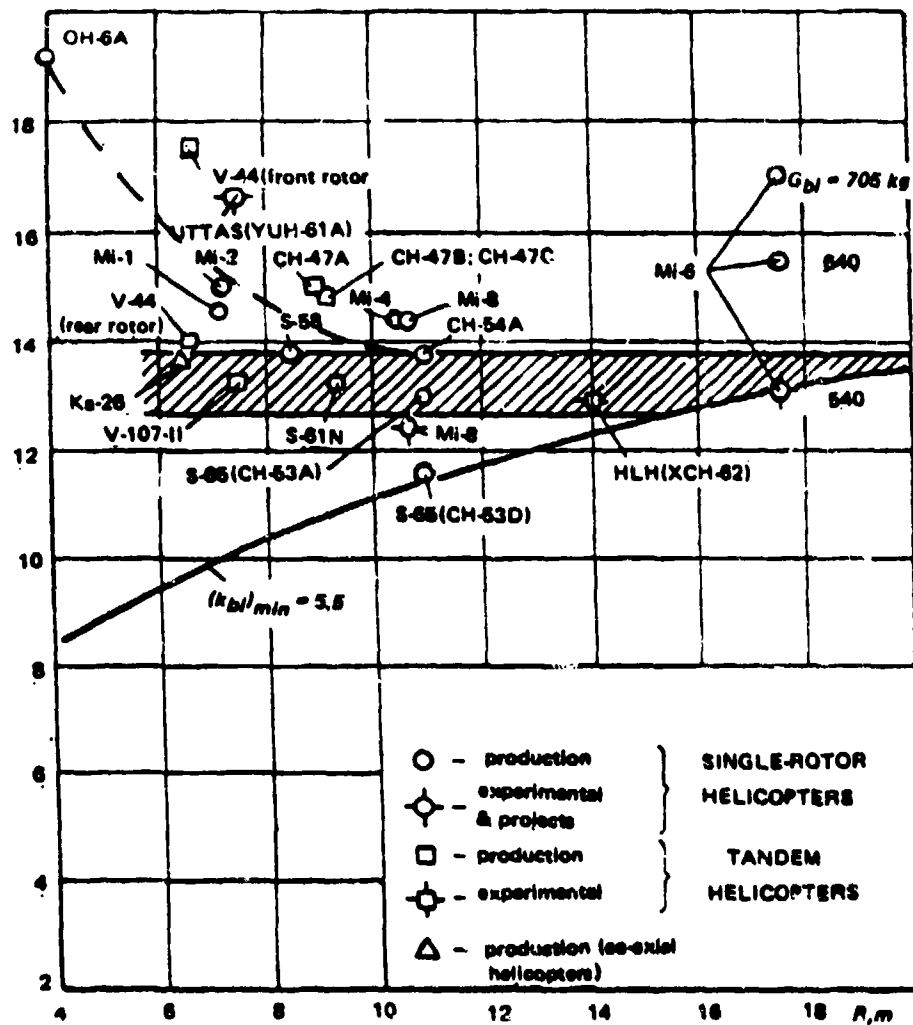 OH-6A
18
V-44 (front rotor
UTTAS (YUH-61A)
G_bl = 705 kg
16
Mi-1
Mi-2
CH-47A
CH-47B; CH-47C
Mi-6
640
V-44
(rear rotor)
S-58
Mi-4
Mi-8
CH-54A
14
Ka-26
V-107-II
S-61N
Mi-8
540
12
S-65 (CH-53A)
HLH (XCH-62)
S-65 (CH-53D)
10
(k_bl)min = 5.5
8
6
4
2
○ – production
experimental
& projects
SINGLE-ROTOR
HELICOPTERS
□ – production
– experimental
TANDEM
HELICOPTERS
△ – production (co-axial
helicopters)
4 6 8 10 12 14 16 18 R, m